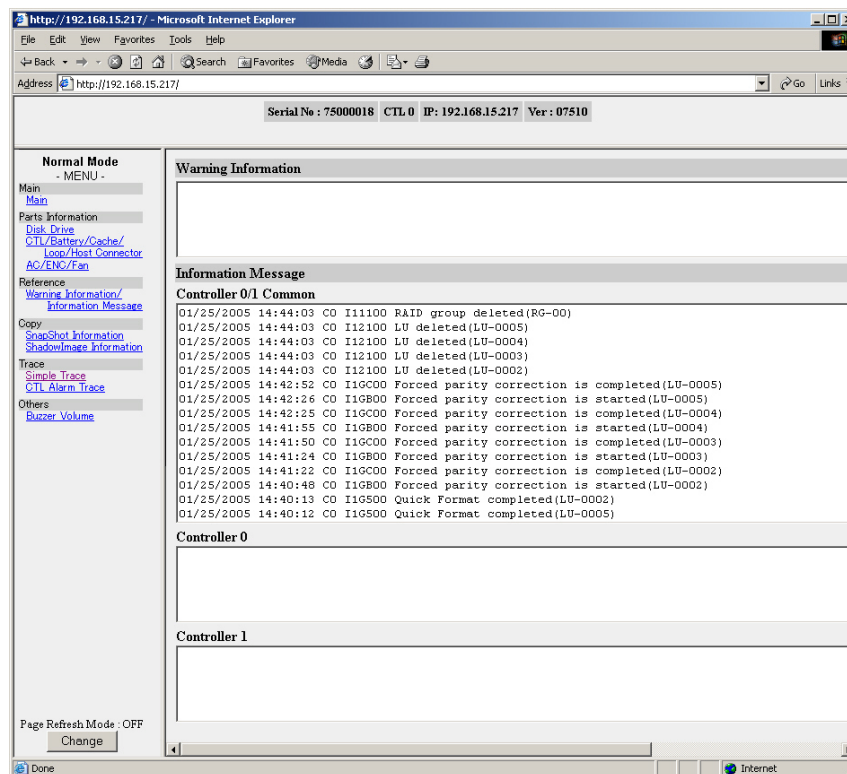 http://192.168.15.217/ - Microsoft Internet Explorer
File Edit View Favorites Tools Help
Back Search Favorites Media
Address http://192.168.15.217/ Go Links
Serial No : 75000018 CTL 0 IP: 192.168.15.217 Ver : 07510
Normal Mode
- MENU -
Main
Main
Parts Information
Disk Drive
CTL/Battery/Cache/
Loop/Host Connector
AC/ENC/Fan
Reference
Warning Information/
Information Message
Copy
SnapShot Information
ShadowImage Information
Trace
Simple Trace
CTL Alarm Trace
Others
Buzzer Volume
Page Refresh Mode : OFF
Change
Warning Information
Information Message
Controller 0/1 Common
01/25/2005 14:44:03 C0 I11100 RAID group deleted(RG-00)
01/25/2005 14:44:03 C0 I12100 LU deleted(LU-0005)
01/25/2005 14:44:03 C0 I12100 LU deleted(LU-0004)
01/25/2005 14:44:03 C0 I12100 LU deleted(LU-0003)
01/25/2005 14:44:03 C0 I12100 LU deleted(LU-0002)
01/25/2005 14:42:52 C0 I1GC00 Forced parity correction is completed(LU-0005)
01/25/2005 14:42:26 C0 I1GB00 Forced parity correction is started(LU-0005)
01/25/2005 14:42:25 C0 I1GC00 Forced parity correction is completed(LU-0004)
01/25/2005 14:41:55 C0 I1GB00 Forced parity correction is started(LU-0004)
01/25/2005 14:41:50 C0 I1GC00 Forced parity correction is completed(LU-0003)
01/25/2005 14:41:24 C0 I1GB00 Forced parity correction is started(LU-0003)
01/25/2005 14:41:22 C0 I1GC00 Forced parity correction is completed(LU-0002)
01/25/2005 14:40:48 C0 I1GB00 Forced parity correction is started(LU-0002)
01/25/2005 14:40:13 C0 I1G500 Quick Format completed(LU-0002)
01/25/2005 14:40:12 C0 I1G500 Quick Format completed(LU-0005)
Controller 0
Controller 1
Done Internet